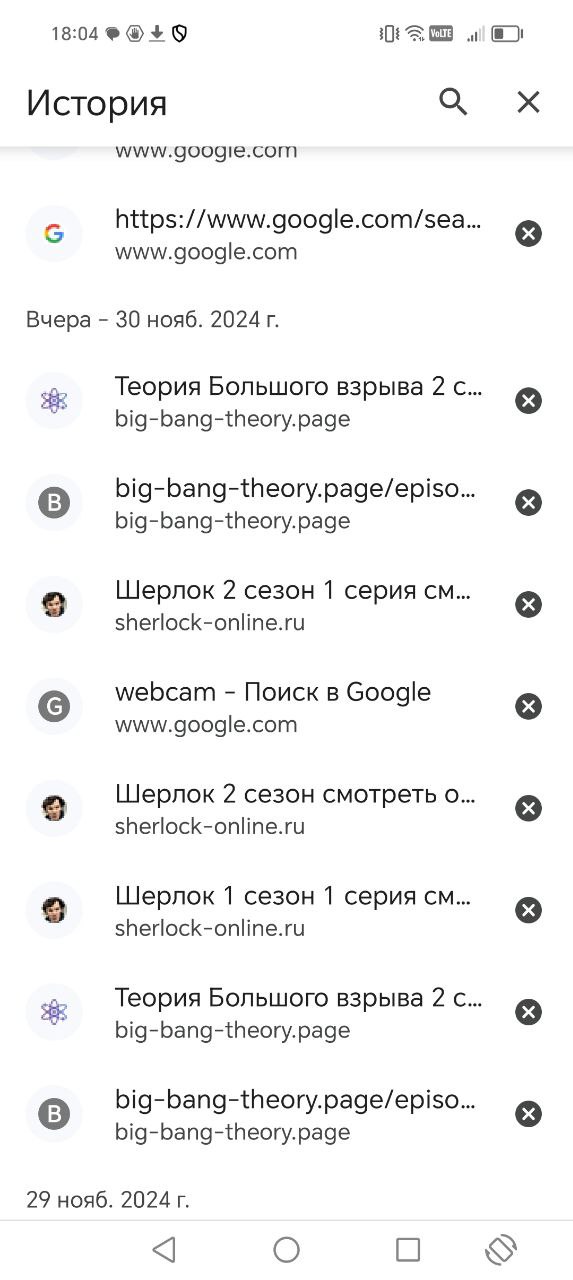 18:04
VoLTE
История
www.google.com
G
https://www.google.com/sea...
www.google.com
Вчера – 30 нояб. 2024 г.
Теория Большого взрыва 2 с...
big-bang-theory.page
B
big-bang-theory.page/episo...
big-bang-theory.page
Шерлок 2 сезон 1 серия см...
sherlock-online.ru
G
webcam – Поиск в Google
www.google.com
Шерлок 2 сезон смотреть о...
sherlock-online.ru
Шерлок 1 сезон 1 серия см...
sherlock-online.ru
Теория Большого взрыва 2 с...
big-bang-theory.page
B
big-bang-theory.page/episo...
big-bang-theory.page
29 нояб. 2024 г.